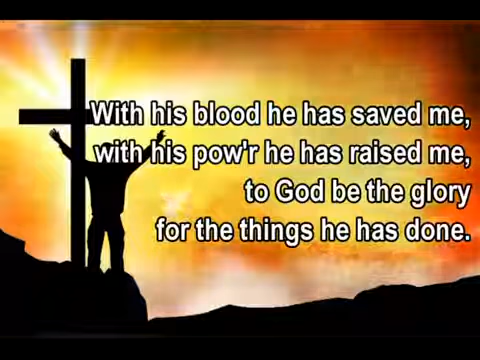 With his blood he has saved me,
with his pow'r he has raised me,
to God be the glory
for the things he has done.